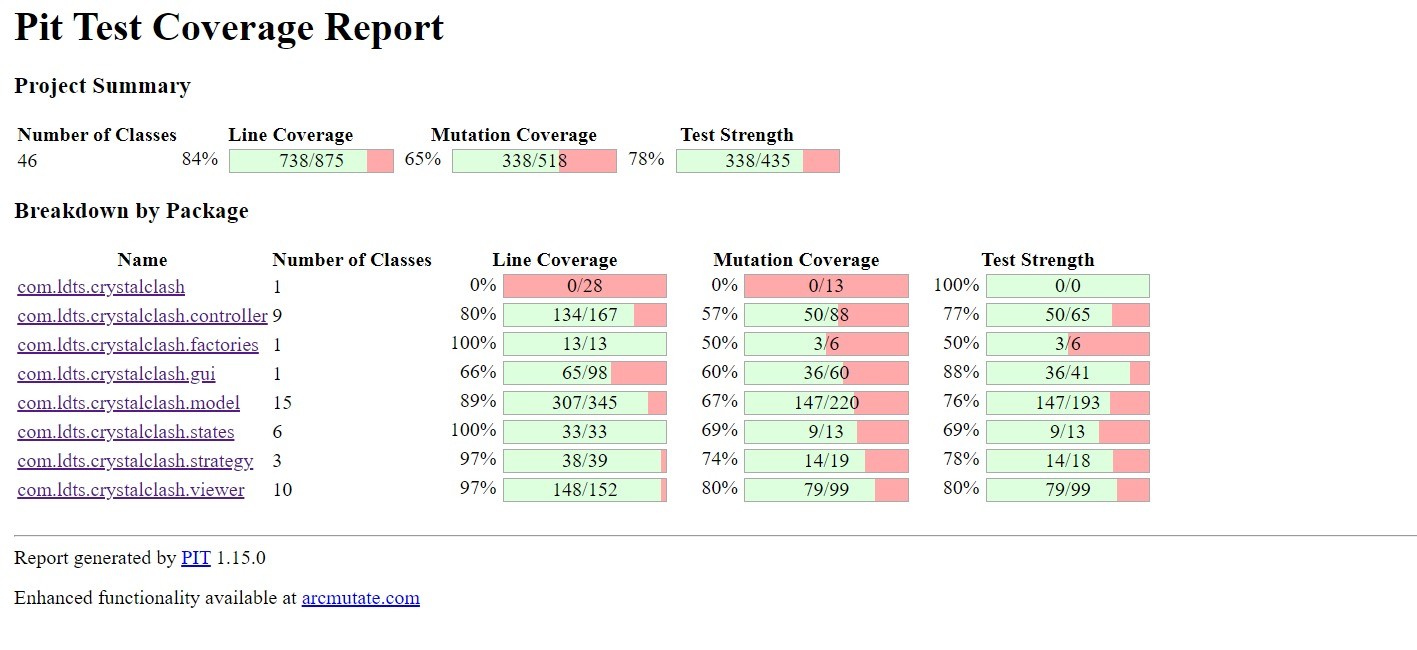 Pit Test Coverage Report
Project Summary
Number of Classes Line Coverage Mutation Coverage Test Strength
46 84% 738/875 65% 338/518 78% 338/435
Breakdown by Package
Name Number of Classes Line Coverage Mutation Coverage Test Strength
com.ldts.crystalclash 1 0% 0/28 0% 0/13 100% 0/0
com.ldts.crystalclash.controller 9 80% 134/167 57% 50/88 77% 50/65
com.ldts.crystalclash.factories 1 100% 13/13 50% 3/6 50% 3/6
com.ldts.crystalclash.gui 1 66% 65/98 60% 36/60 88% 36/41
com.ldts.crystalclash.model 15 89% 307/345 67% 147/220 76% 147/193
com.ldts.crystalclash.states 6 100% 33/33 69% 9/13 69% 9/13
com.ldts.crystalclash.strategy 3 97% 38/39 74% 14/19 78% 14/18
com.ldts.crystalclash.viewer 10 97% 148/152 80% 79/99 80% 79/99
Report generated by PIT 1.15.0
Enhanced functionality available at arcmutate.com